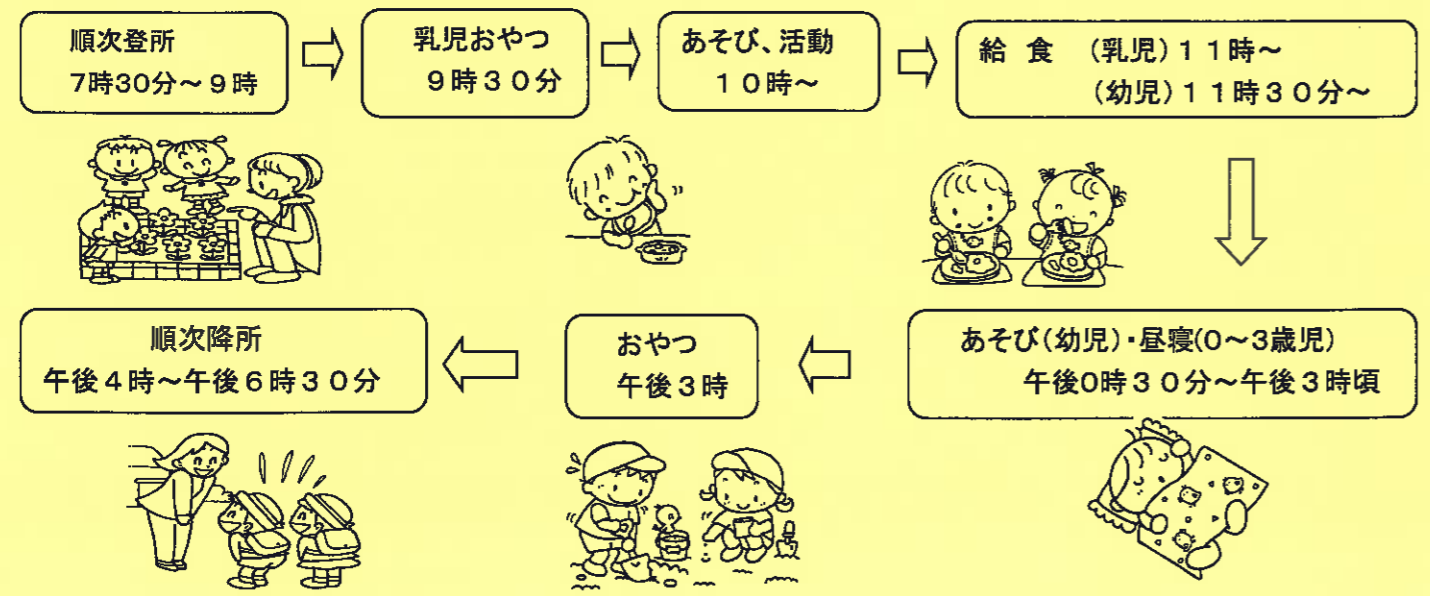 順次登所
7時30分～９時
乳児おやつ
９時３０分
あそび、活動
１０時～
給　食　（乳児）１１時～
（幼児）１１時３０分～
あそび（幼児）・昼寝(0～3歳児)
午後0時３０分～午後３時頃
おやつ
午後３時
順次降所
午後４時～午後６時３０分